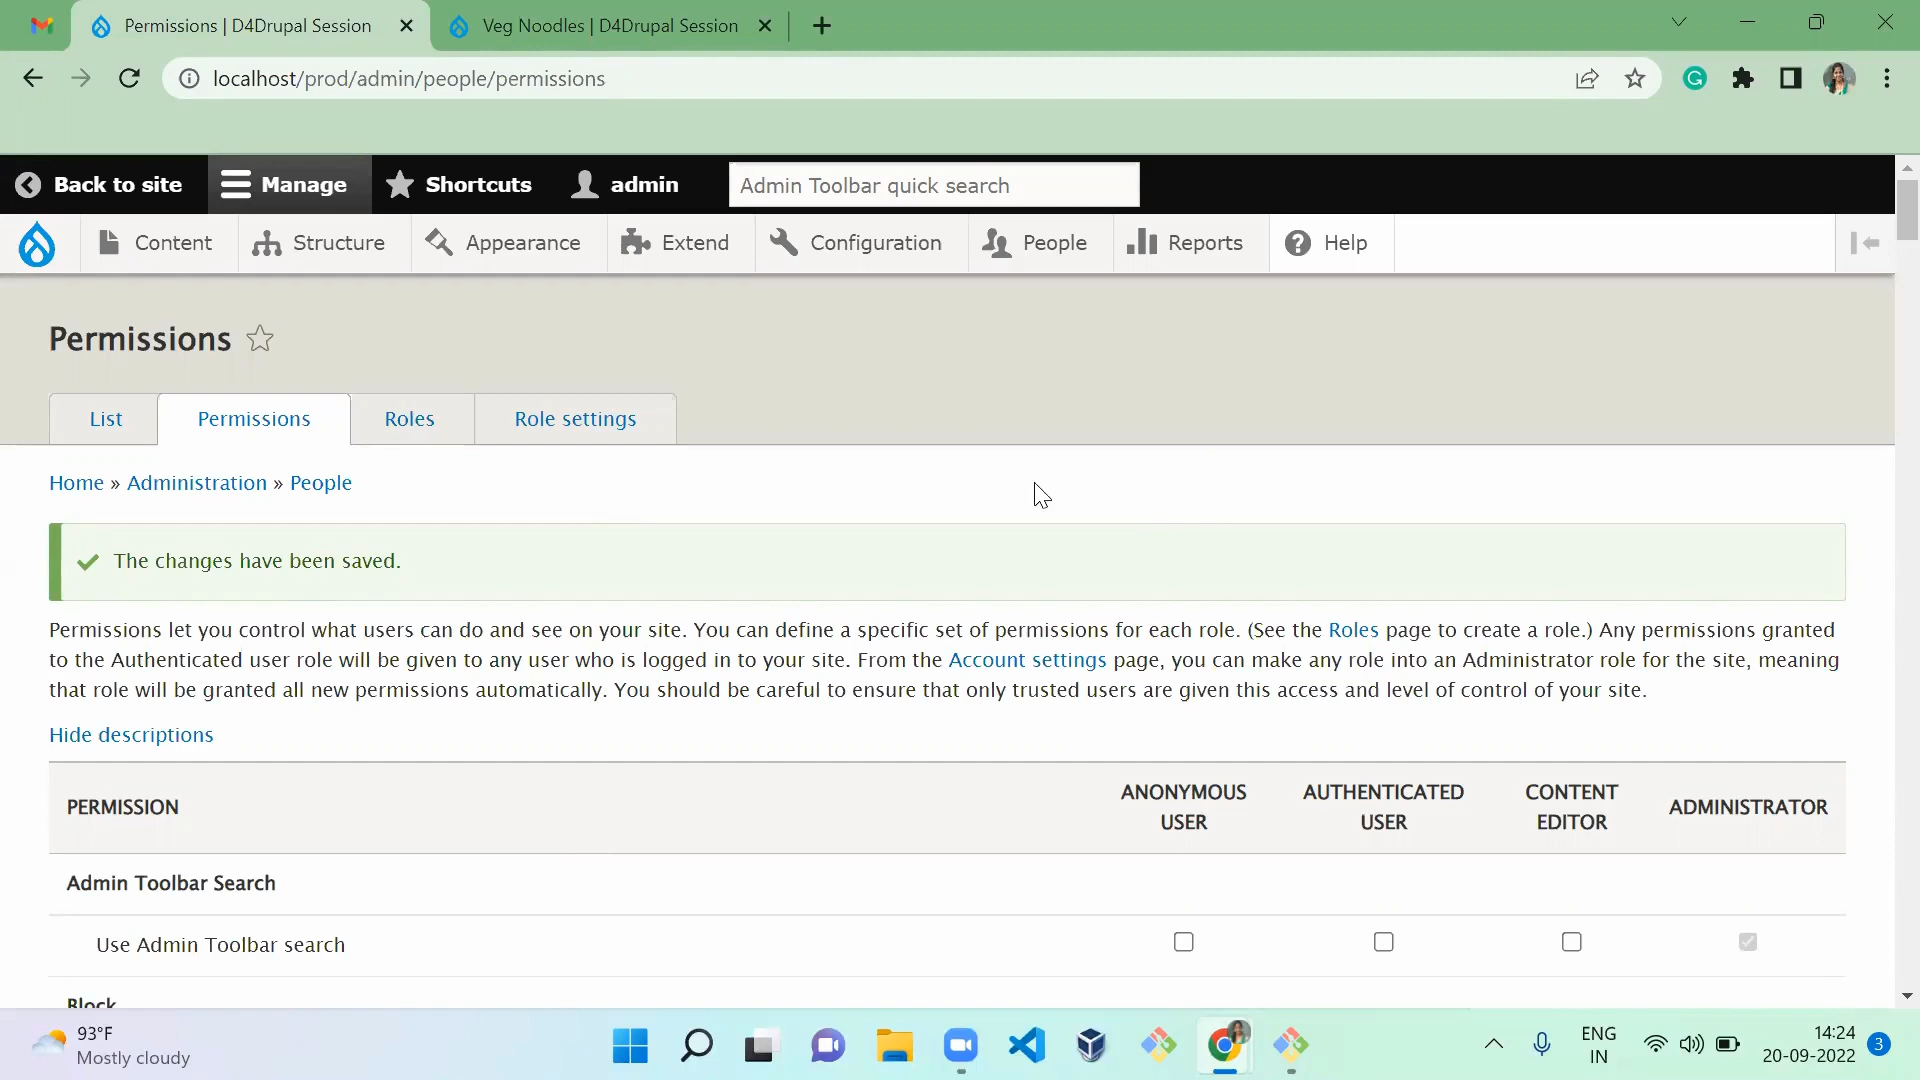 Permissions | D4Drupal Session
Veg Noodles | D4Drupal Session
localhost/prod/admin/people/permissions
Back to site
Manage
Shortcuts
admin
Admin Toolbar quick search
Content
Structure
Appearance
Extend
Configuration
People
Reports
Help
Permissions
List
Permissions
Roles
Role settings
Home » Administration » People
The changes have been saved.
Permissions let you control what users can do and see on your site. You can define a specific set of permissions for each role. (See the Roles page to create a role.) Any permissions granted
to the Authenticated user role will be given to any user who is logged in to your site. From the Account settings page, you can make any role into an Administrator role for the site, meaning
that role will be granted all new permissions automatically. You should be careful to ensure that only trusted users are given this access and level of control of your site.
Hide descriptions
PERMISSION
ANONYMOUS
USER
AUTHENTICATED
USER
CONTENT
EDITOR
ADMINISTRATOR
Admin Toolbar Search
Use Admin Toolbar search
Block
93°F
Mostly cloudy
ENG
IN
14:24
20-09-2022
3